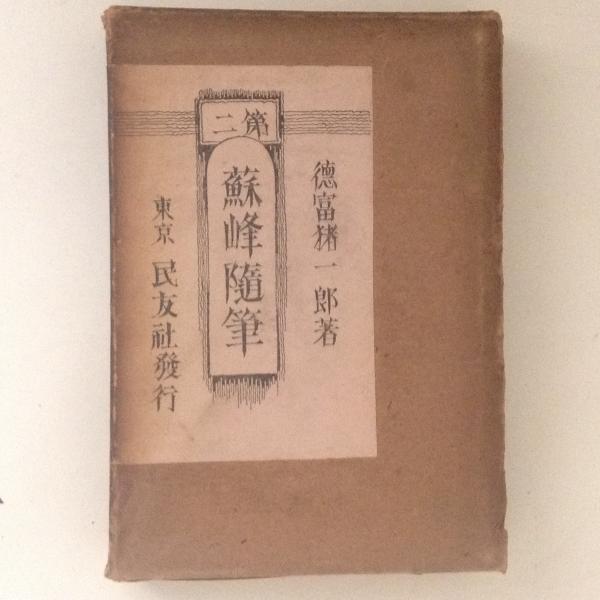 德富猪一郎著
第二
蘇峰隨筆
東京 民友社發行